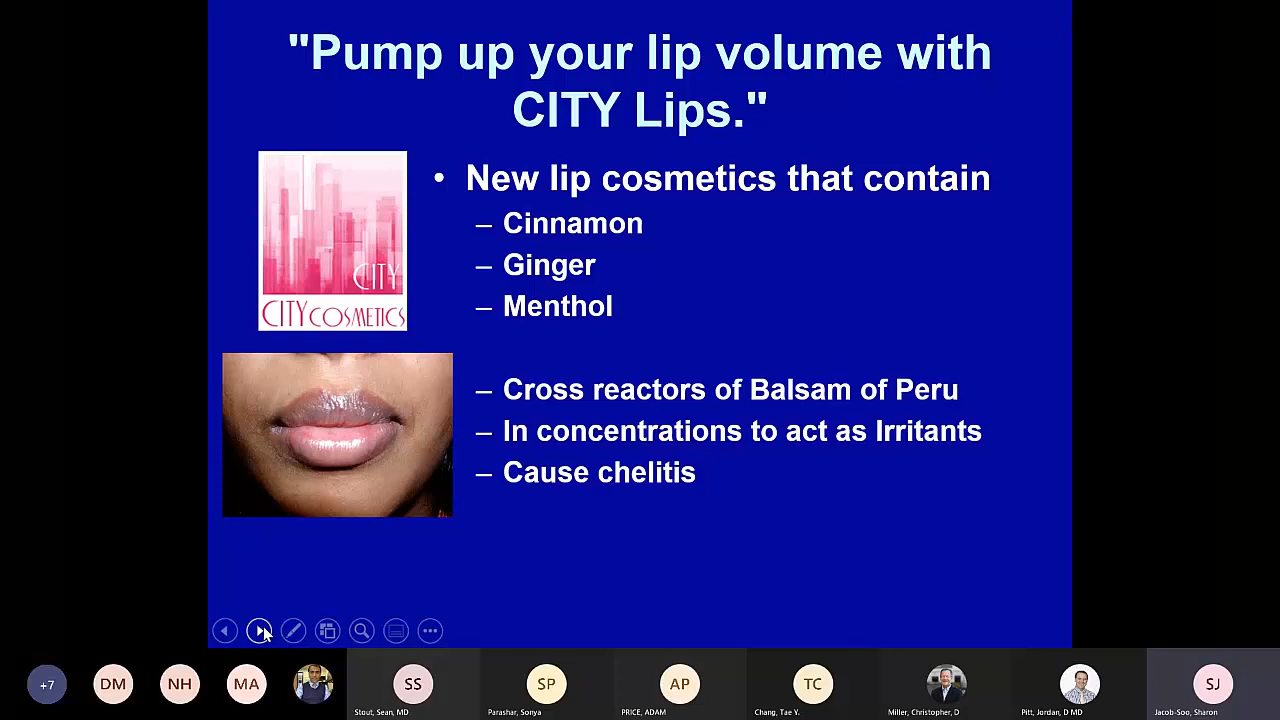 "Pump up your lip volume with
CITY Lips."
CITY
CITYCOSMETICS
• New lip cosmetics that contain
– Cinnamon
– Ginger
– Menthol
– Cross reactors of Balsam of Peru
– In concentrations to act as Irritants
– Cause chelitis
+7
DM
NH
MA
SS
SP
AP
TC
SJ
Stout, Sean, MD
Parashar, Sonya
PRICE, ADAM
Chang, Tae Y.
Miller, Christopher, D
Pitt, Jordan, D MD
Jacob-Soo, Sharon